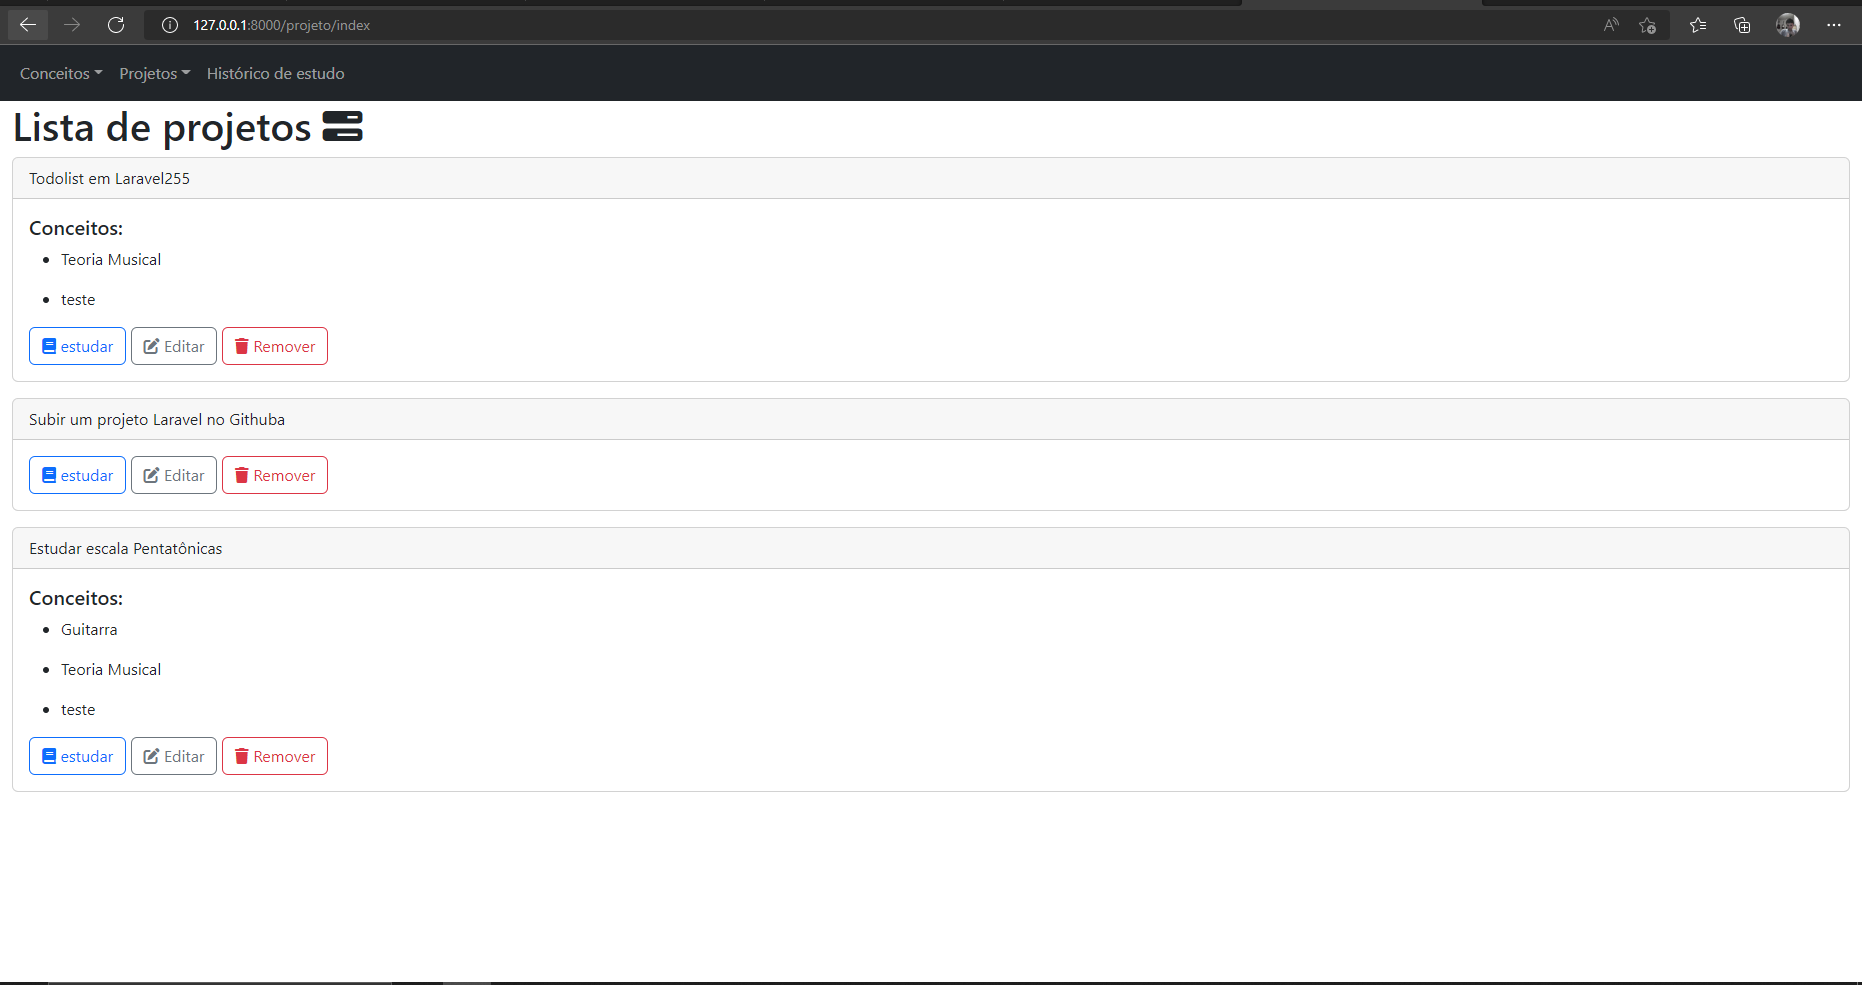 127.0.0.1:8000/projeto/index
Conceitos Projetos Histórico de estudo
Lista de projetos
Todolist em Laravel255
Conceitos:
Teoria Musical
teste
estudar Editar Remover
Subir um projeto Laravel no Githuba
estudar Editar Remover
Estudar escala Pentatônicas
Conceitos:
Guitarra
Teoria Musical
teste
estudar Editar Remover